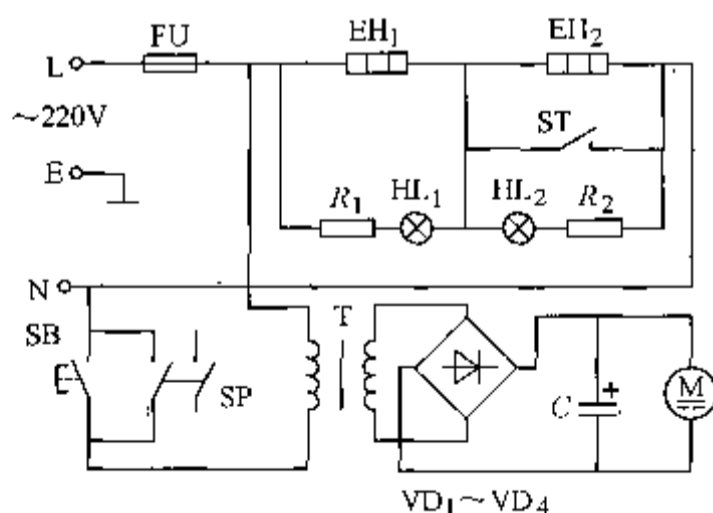 FU
EH₁
EH₂
L
~220V
ST
E
R₁
HL₁
HL₂
R₂
N
SB
T
SP
C
+
M
VD₁~VD₄